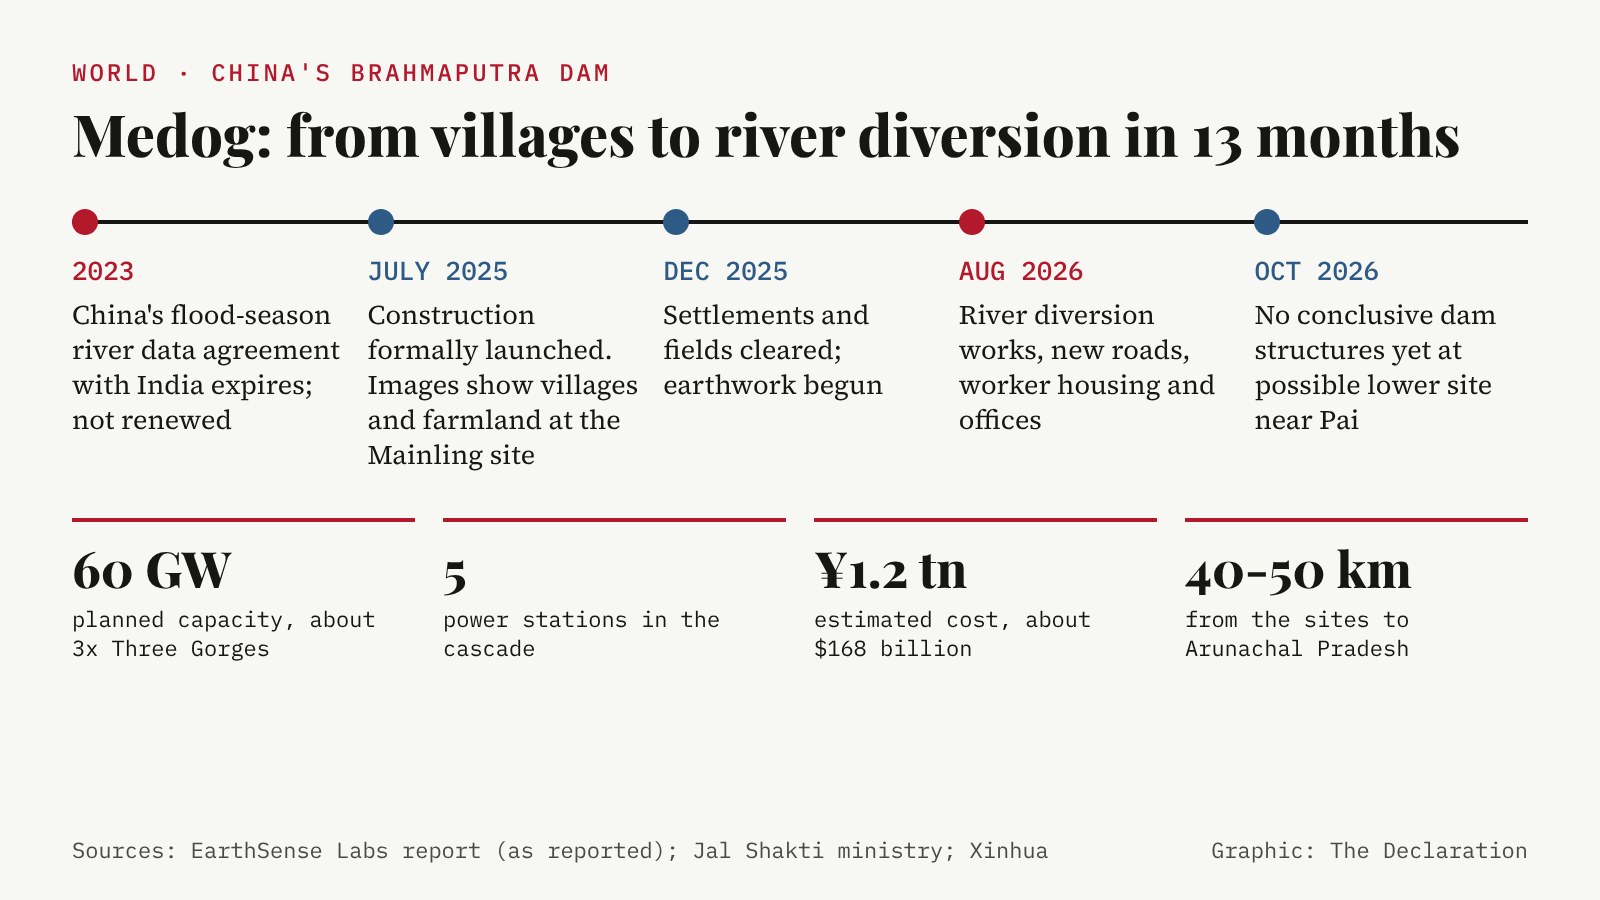 WORLD · CHINA'S BRAHMAPUTRA DAM
Medog: from villages to river diversion in 13 months
2023
China's flood-season
river data agreement
with India expires;
not renewed
JULY 2025
Construction
formally launched.
Images show villages
and farmland at the
Mainling site
DEC 2025
Settlements and
fields cleared;
earthwork begun
AUG 2026
River diversion
works, new roads,
worker housing and
offices
OCT 2026
No conclusive dam
structures yet at
possible lower site
near Pai
60 GW
planned capacity, about
3x Three Gorges
5
power stations in the
cascade
¥1.2 tn
estimated cost, about
$168 billion
40-50 km
from the sites to
Arunachal Pradesh
Sources: EarthSense Labs report (as reported); Jal Shakti ministry; Xinhua
Graphic: The Declaration